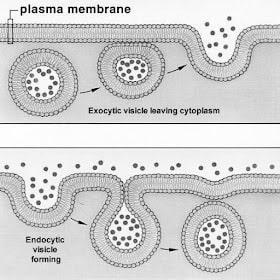 plasma membrane
Exocytic visicle leaving cytoplasm
Endocytic
visicle
forming